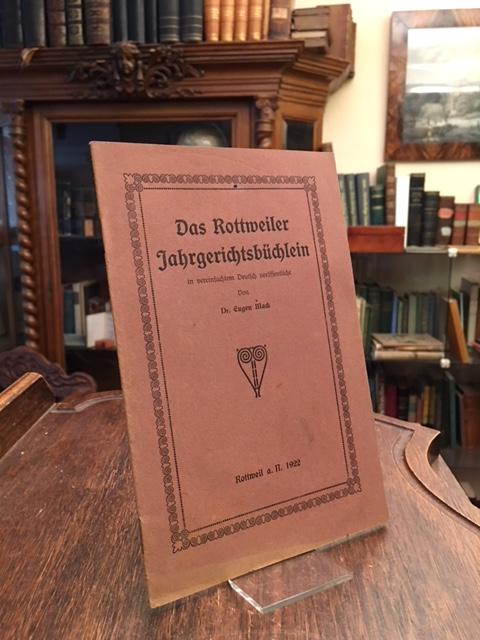 Das Rottweiler
Jahrgerichtsbüchlein
in vereinfachtem Deutsch veröffentlicht
Von
Dr. Eugen Mack
Rottweil a. N. 1922